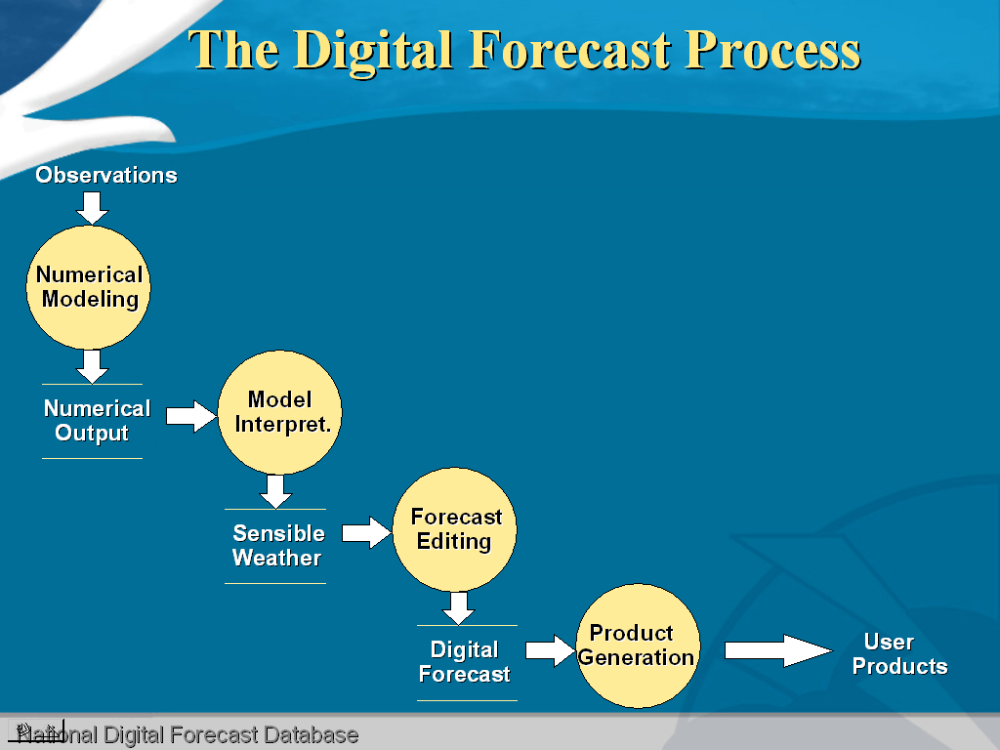 The Digital Forecast Process
Observations
Numerical
Modeling
Numerical
Output
Model
Interpret.
Sensible
Weather
Forecast
Editing
Digital
Forecast
Product
Generation
User
Products
National Digital Forecast Database